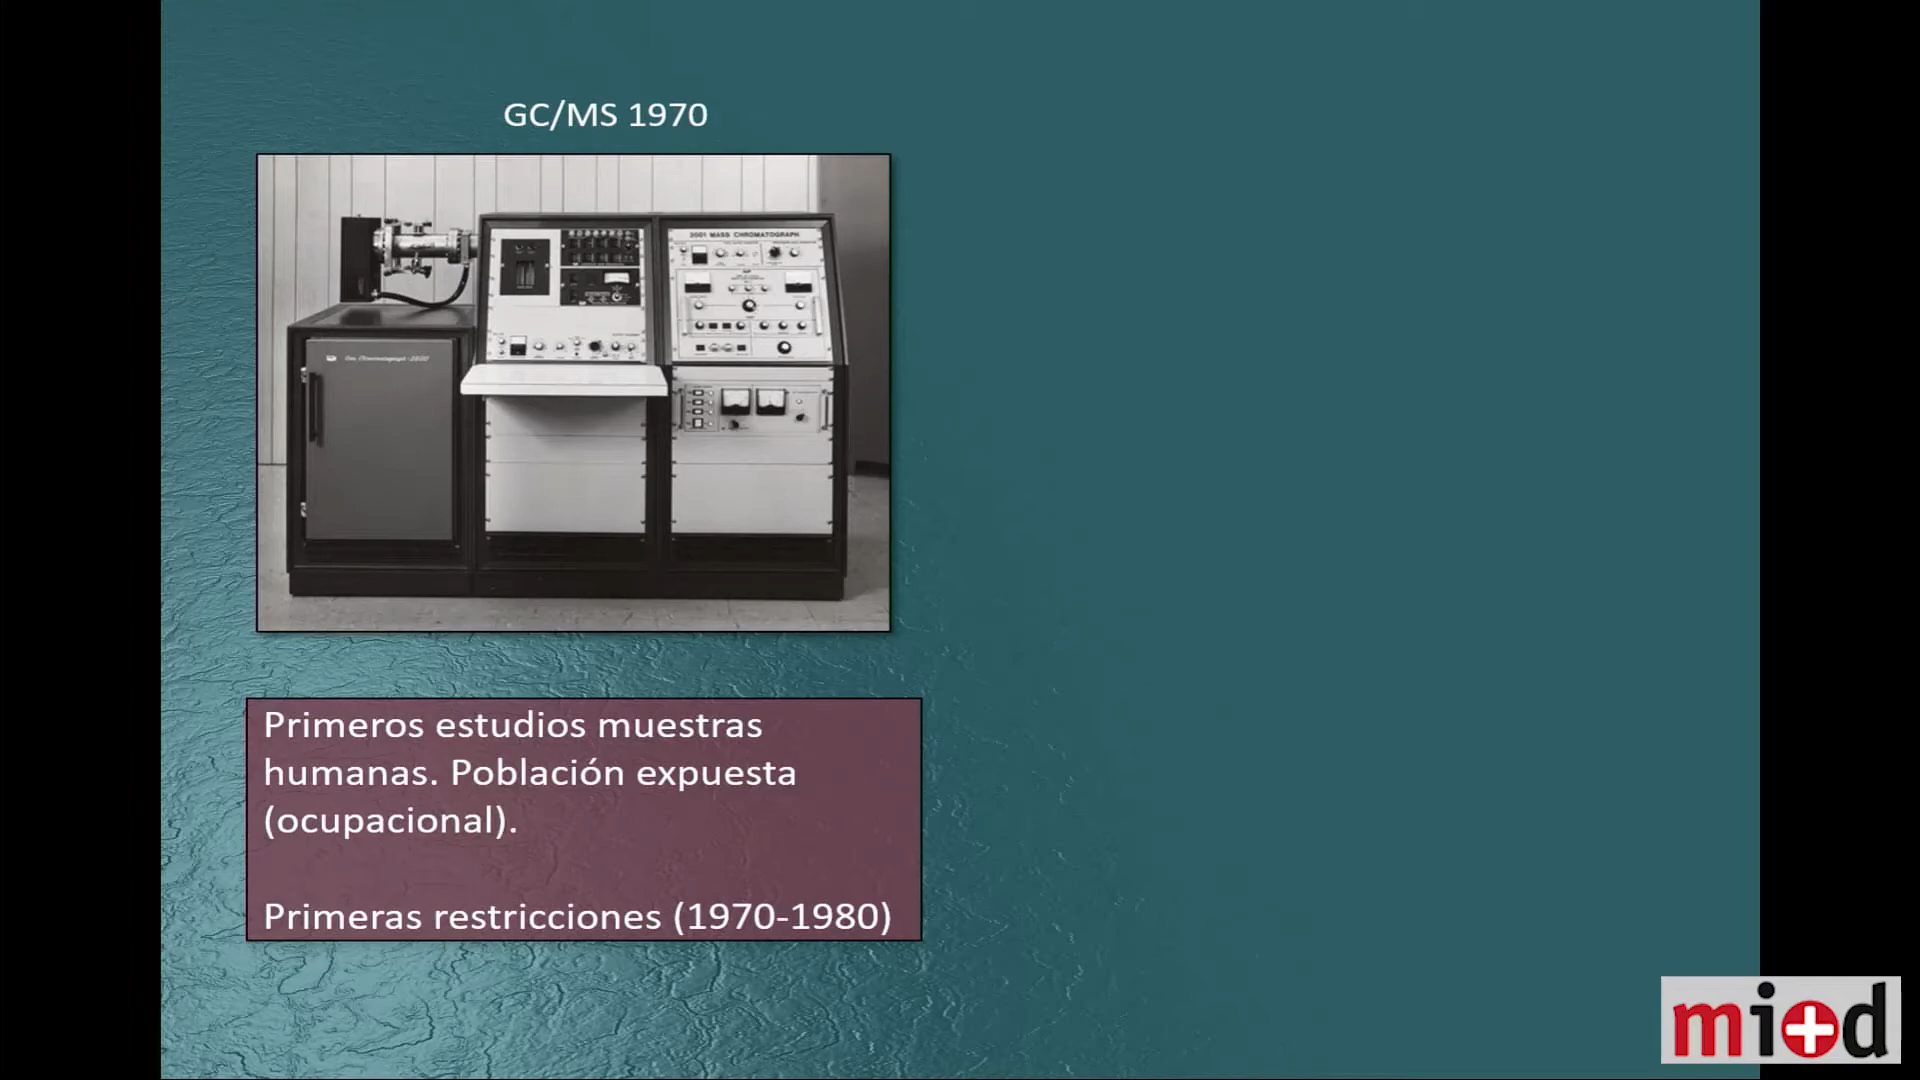 GC/MS 1970
2001 MASS CHROMATOGRAPH
Primeros estudios muestras
humanas. Población expuesta
(ocupacional).
Primeras restricciones (1970-1980)
mi+d